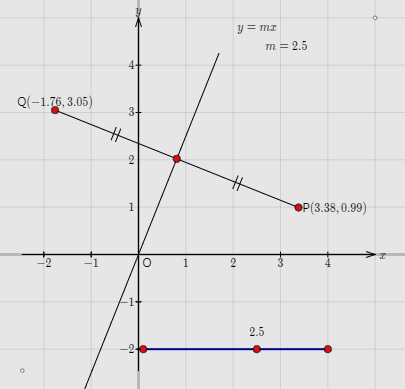 y
y = mx
m = 2.5
4
Q(−1.76, 3.05)
3
2
1
P(3.38, 0.99)
−2 −1 O 1 2 3 4 x
−1
2.5
−2